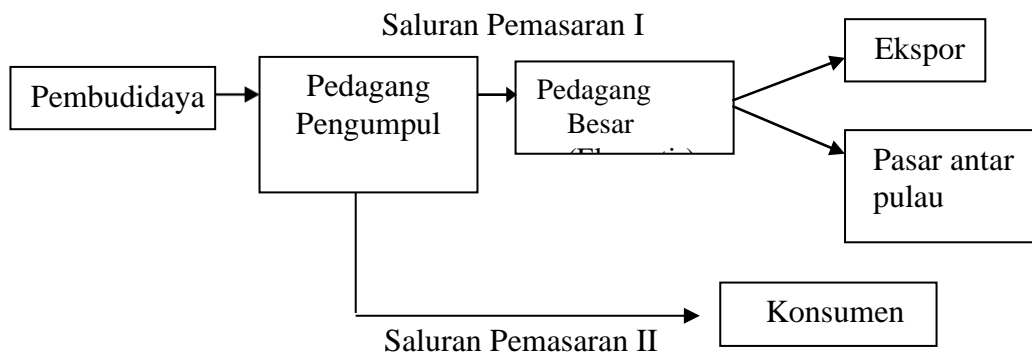 Saluran Pemasaran I
Pembudidaya
Pedagang
Pengumpul
Pedagang
Besar
Ekspor
Pasar antar
pulau
Konsumen
Saluran Pemasaran II